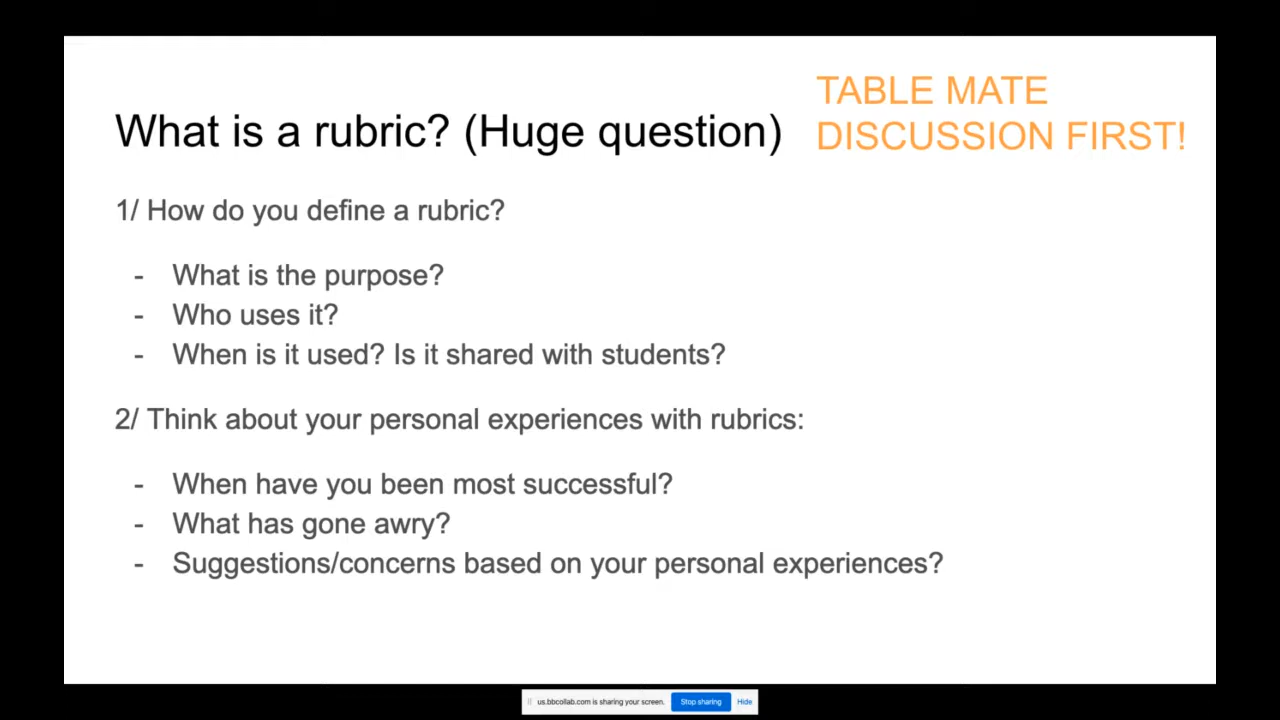 What is a rubric? (Huge question)
TABLE MATE
DISCUSSION FIRST!
1/ How do you define a rubric?
- What is the purpose?
- Who uses it?
- When is it used? Is it shared with students?
2/ Think about your personal experiences with rubrics:
- When have you been most successful?
- What has gone awry?
- Suggestions/concerns based on your personal experiences?
us.bbcollab.com is sharing your screen. Stop sharing Hide